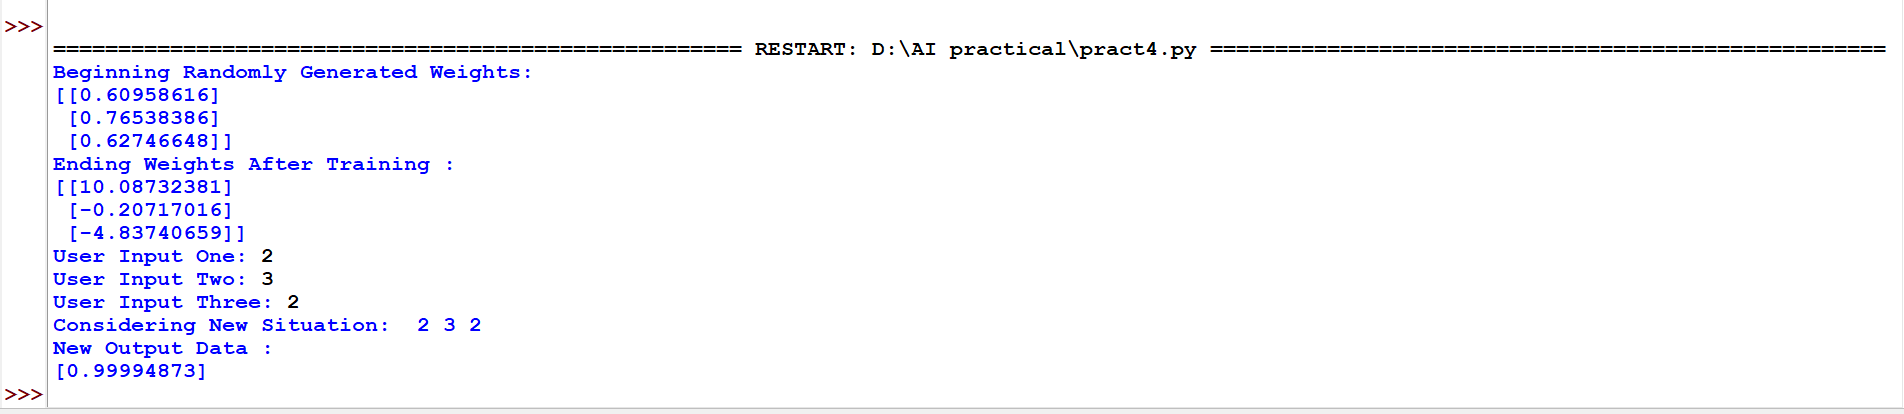 >>>
===================================================== RESTART: D:\AI practical\pract4.py ====================================================
Beginning Randomly Generated Weights:
[[0.60958616]
 [0.76538386]
 [0.62746648]]
Ending Weights After Training :
[[10.08732381]
 [-0.20717016]
 [-4.83740659]]
User Input One: 2
User Input Two: 3
User Input Three: 2
Considering New Situation:  2 3 2
New Output Data :
[0.99994873]
>>>